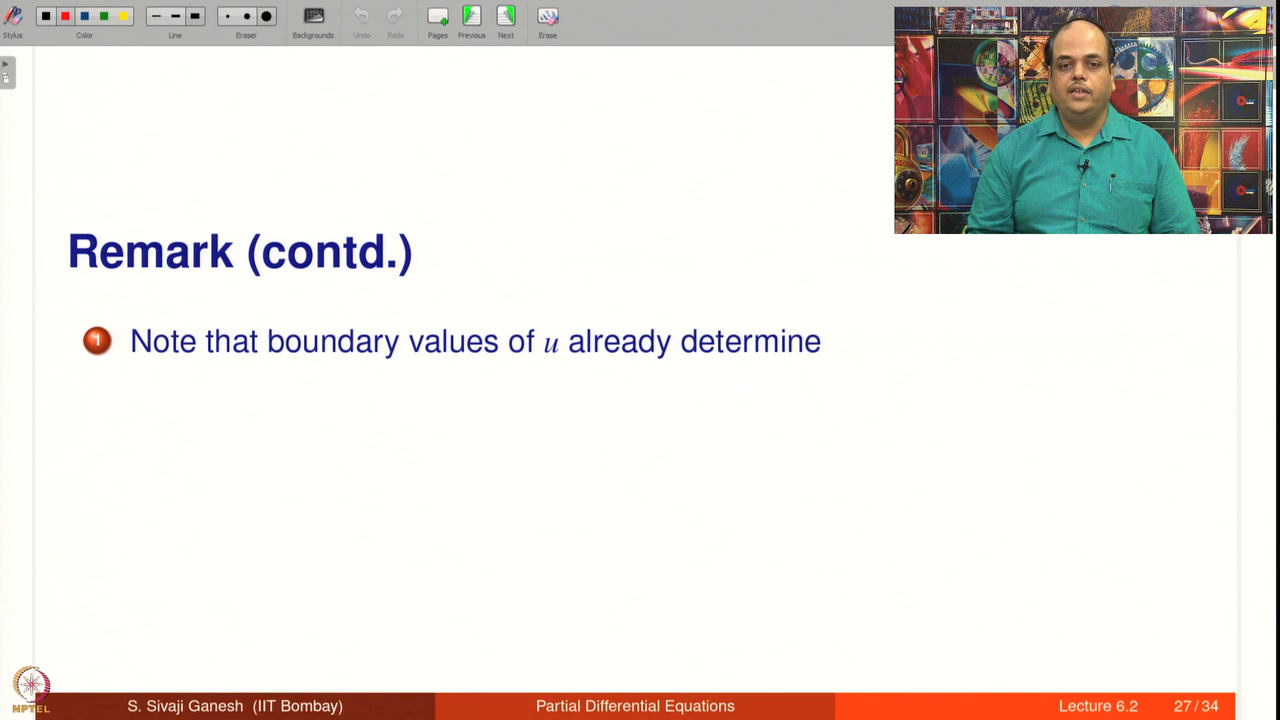 Stylus
Color
Line
Eraser
Backgrounds
Undo
Redo
Pages
Previous
Next
Erase
Remark (contd.)
1 Note that boundary values of u already determine
NPTEL
S. Sivaji Ganesh (IIT Bombay)
Partial Differential Equations
Lecture 6.2
27/34